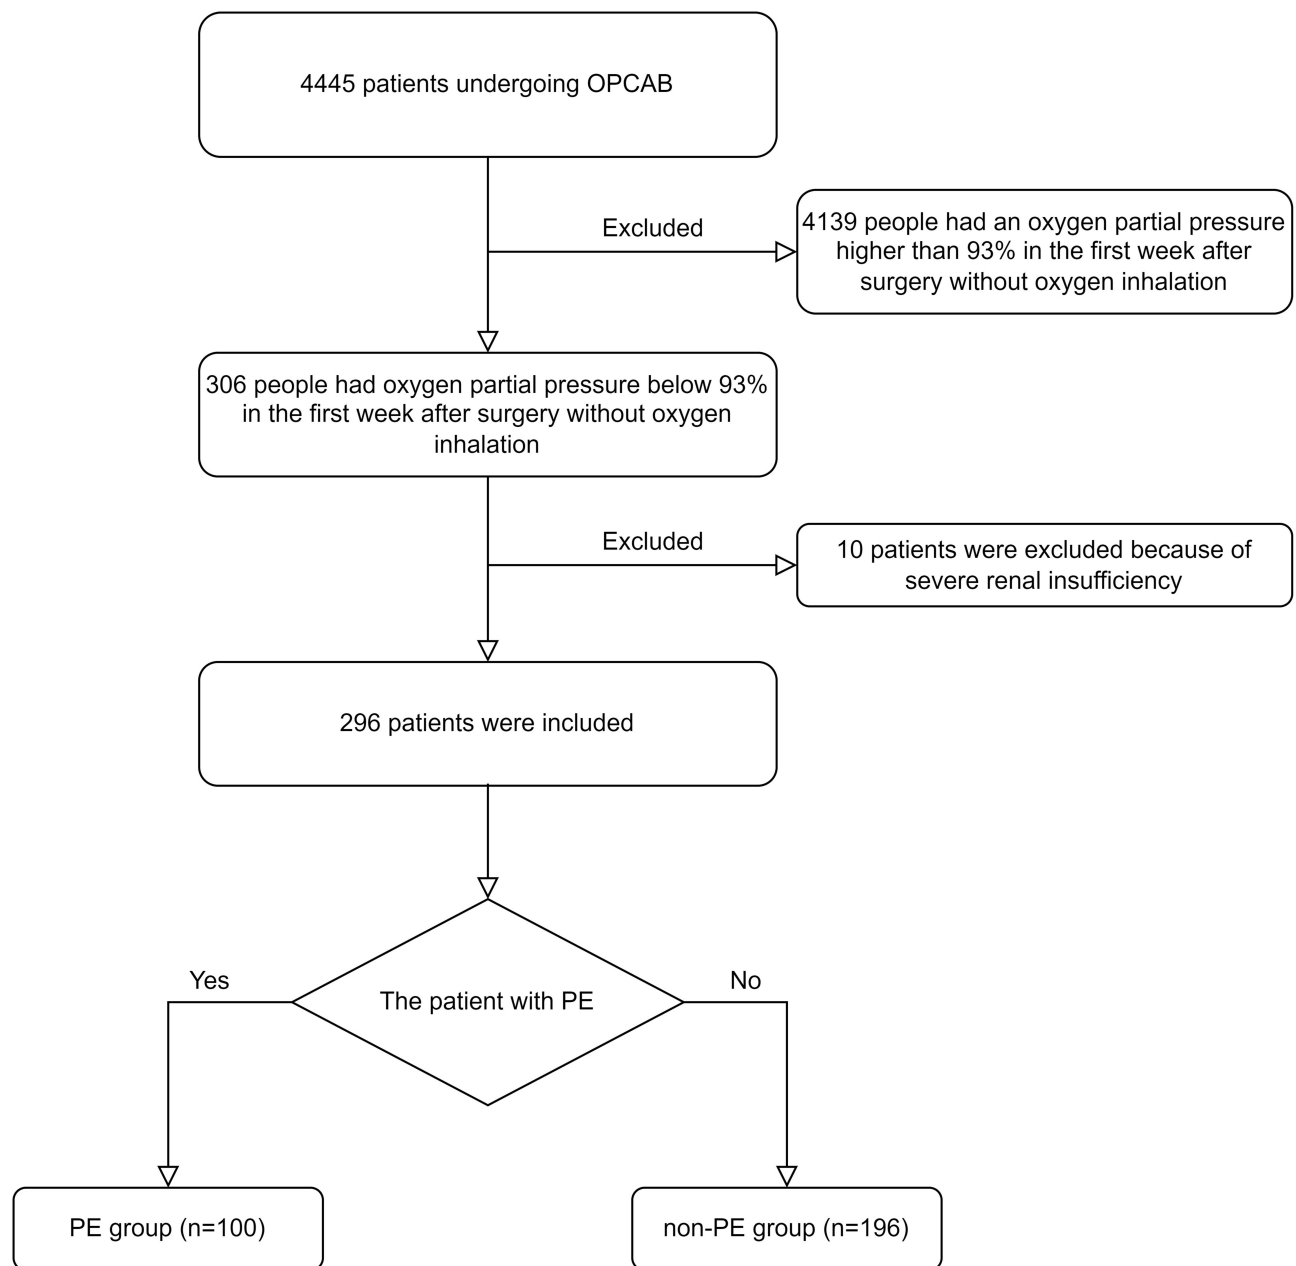 4445 patients undergoing OPCAB
Excluded
4139 people had an oxygen partial pressure
higher than 93% in the first week after
surgery without oxygen inhalation
306 people had oxygen partial pressure below 93%
in the first week after surgery without oxygen
inhalation
Excluded
10 patients were excluded because of
severe renal insufficiency
296 patients were included
The patient with PE
Yes
No
PE group (n=100)
non-PE group (n=196)